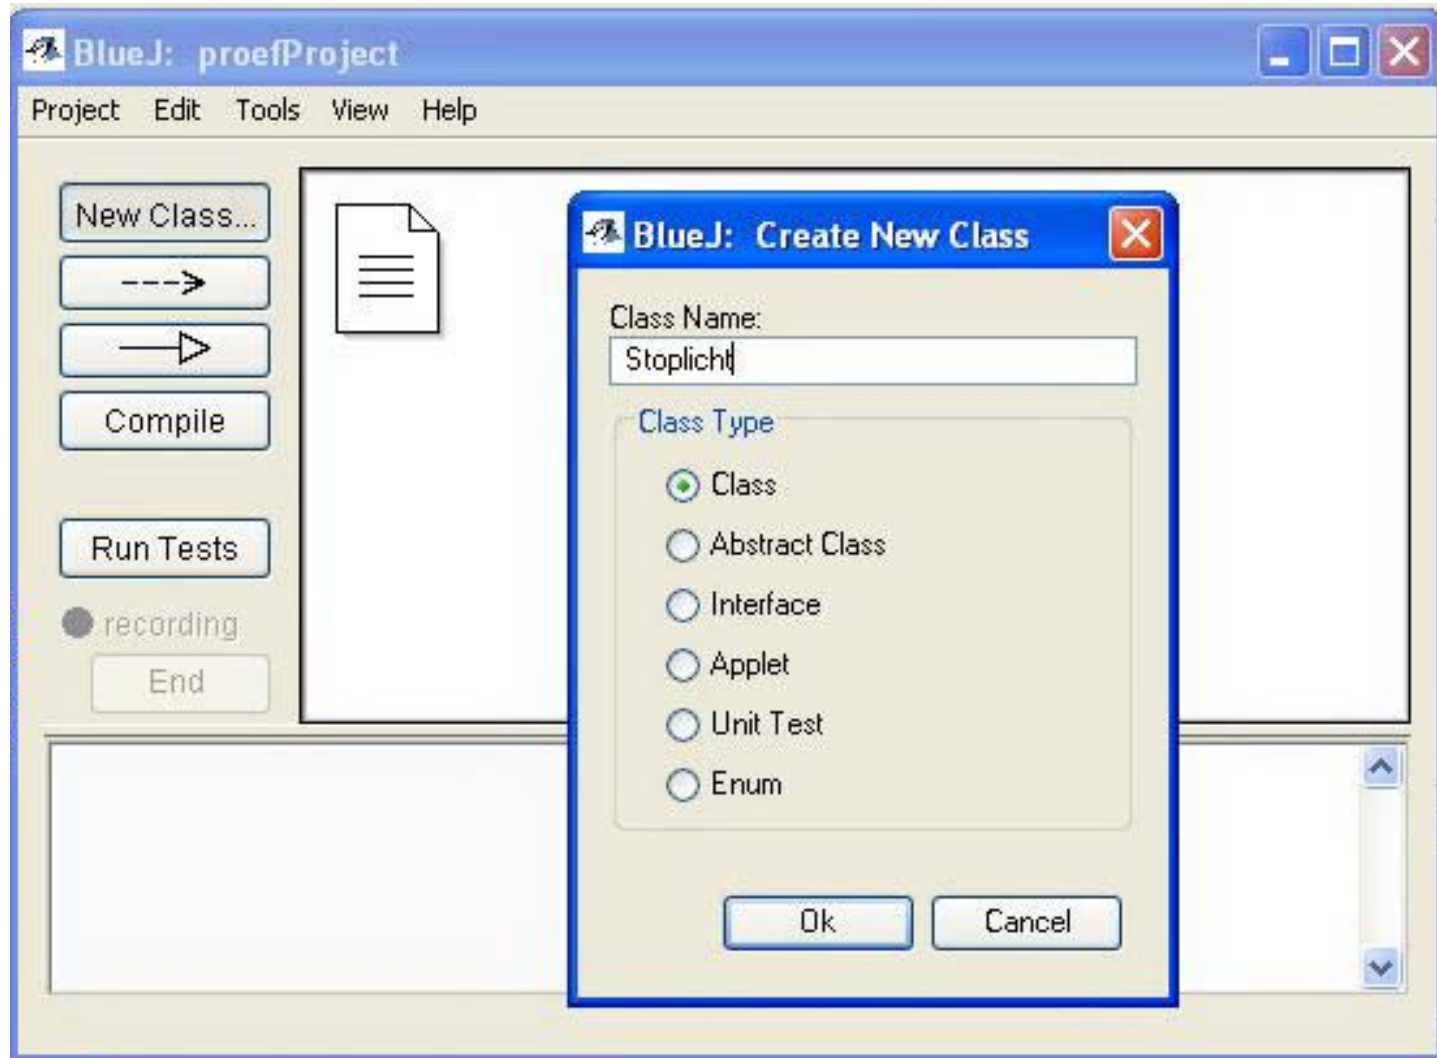 BlueJ: proefProject
Project Edit Tools View Help
New Class...
Compile
Run Tests
recording
End
BlueJ: Create New Class
Class Name:
Stoplicht
Class Type
Class
Abstract Class
Interface
Applet
Unit Test
Enum
Ok Cancel